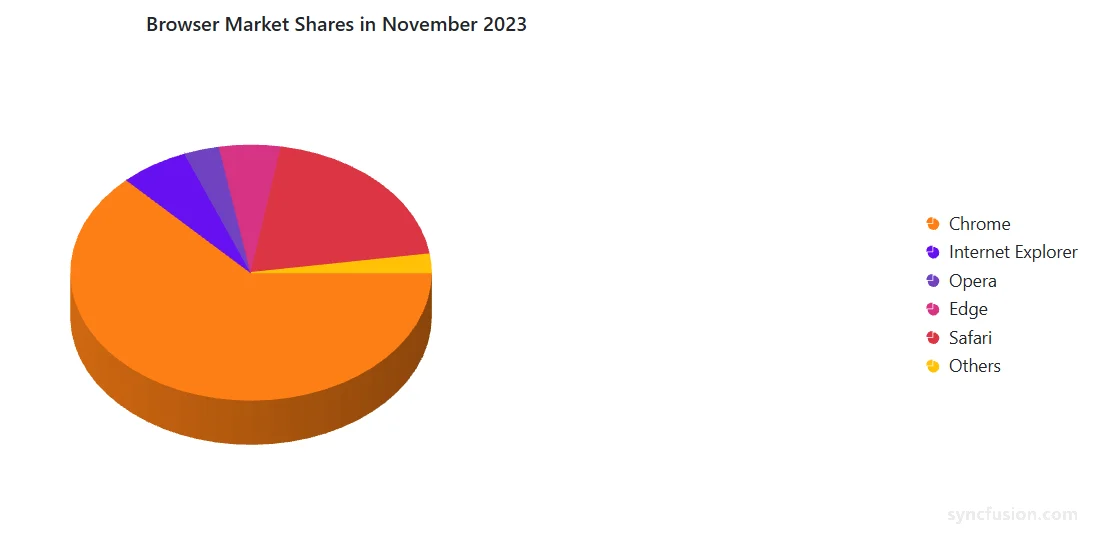 Browser Market Shares in November 2023
Chrome
Internet Explorer
Opera
Edge
Safari
Others
syncfusion.com